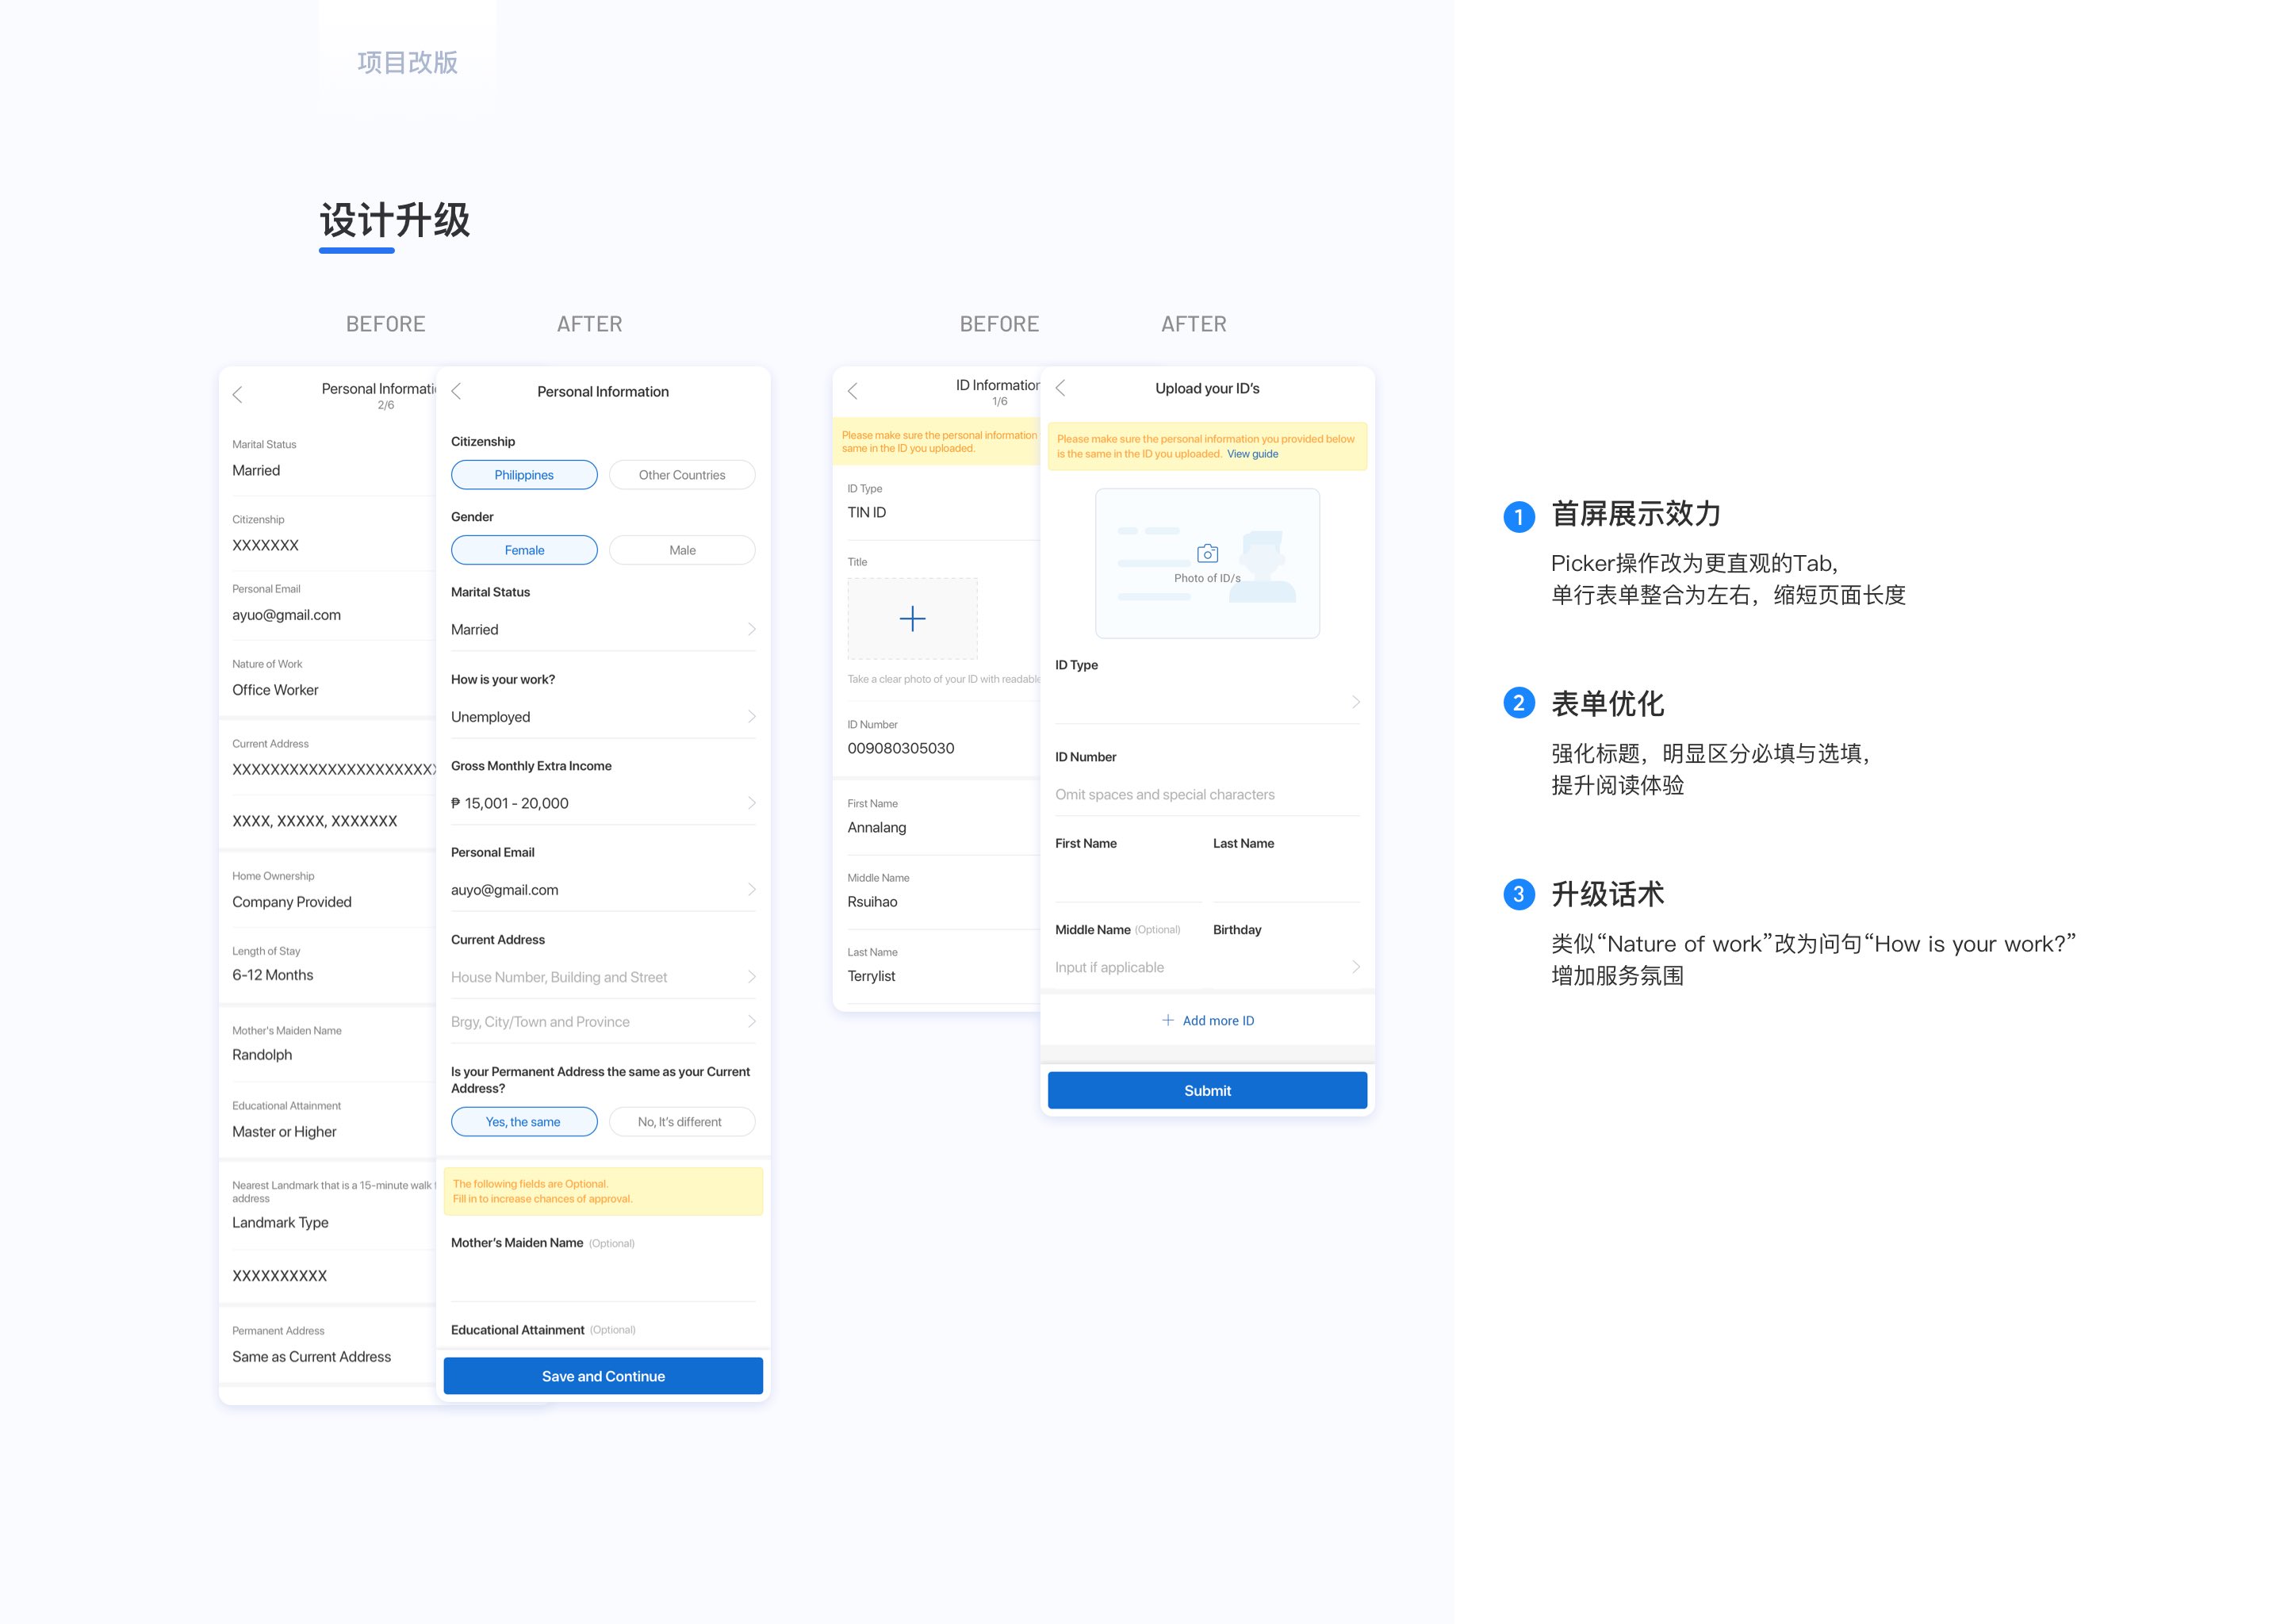 项目改版
设计升级
BEFORE
AFTER
Personal Informati
2/6
Marital Status
Married
Citizenship
XXXXXXX
Personal Email
ayuo@gmail.com
Nature of Work
Office Worker
Current Address
XXXXXXXXXXXXXXXXXXXXXX
XXXX, XXXXX, XXXXXXX
Home Ownership
Company Provided
Length of Stay
6-12 Months
Mother's Maiden Name
Randolph
Educational Attainment
Master or Higher
Nearest Landmark that is a 15-minute walk
address
Landmark Type
XXXXXXXXXX
Permanent Address
Same as Current Address
Personal Information
Citizenship
Philippines
Other Countries
Gender
Female
Male
Marital Status
Married
How is your work?
Unemployed
Gross Monthly Extra Income
₱ 15,001 - 20,000
Personal Email
auyo@gmail.com
Current Address
House Number, Building and Street
Brgy, City/Town and Province
Is your Permanent Address the same as your Current
Address?
Yes, the same
No, It's different
The following fields are Optional.
Fill in to increase chances of approval.
Mother's Maiden Name (Optional)
Educational Attainment (Optional)
Save and Continue
BEFORE
AFTER
ID Information
1/6
Please make sure the personal information
same in the ID you uploaded.
ID Type
TIN ID
Title
Take a clear photo of your ID with readable
ID Number
009080305030
First Name
Annalang
Middle Name
Rsuihao
Last Name
Terrylist
Upload your ID's
Please make sure the personal information you provided below
is the same in the ID you uploaded. View guide
Photo of ID/s
ID Type
ID Number
Omit spaces and special characters
First Name
Last Name
Middle Name (Optional)
Birthday
Input if applicable
Add more ID
Submit
1 首屏展示效力
Picker操作改为更直观的Tab，
单行表单整合为左右，缩短页面长度
2 表单优化
强化标题，明显区分必填与选填，
提升阅读体验
3 升级话术
类似“Nature of work”改为问句“How is your work?”
增加服务氛围